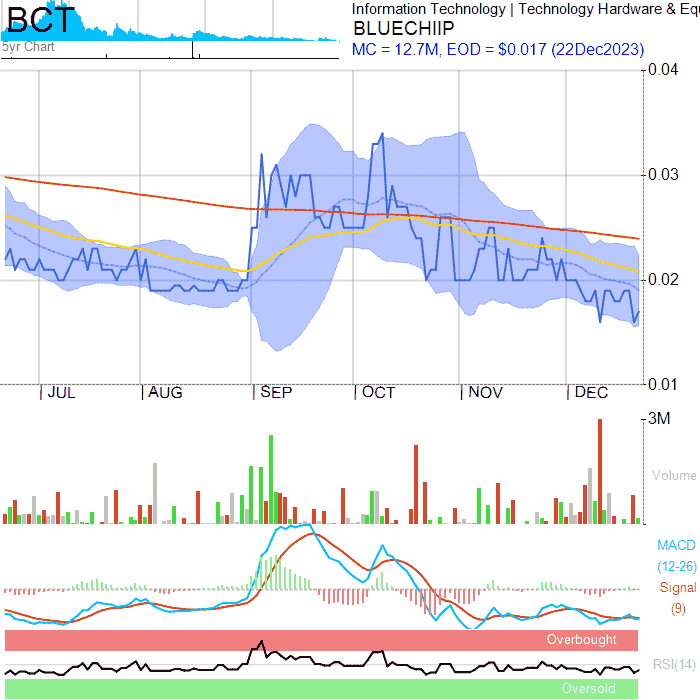 BCT
5yr Chart
Information Technology | Technology Hardware & Equ
BLUECHIIP
MC = 12.7M, EOD = $0.017 (22Dec2023)
0.04
0.03
0.02
0.01
JUL AUG SEP OCT NOV DEC
3M
Volume
MACD
(12-26)
Signal
(9)
Overbought
RSI(14)
Oversold